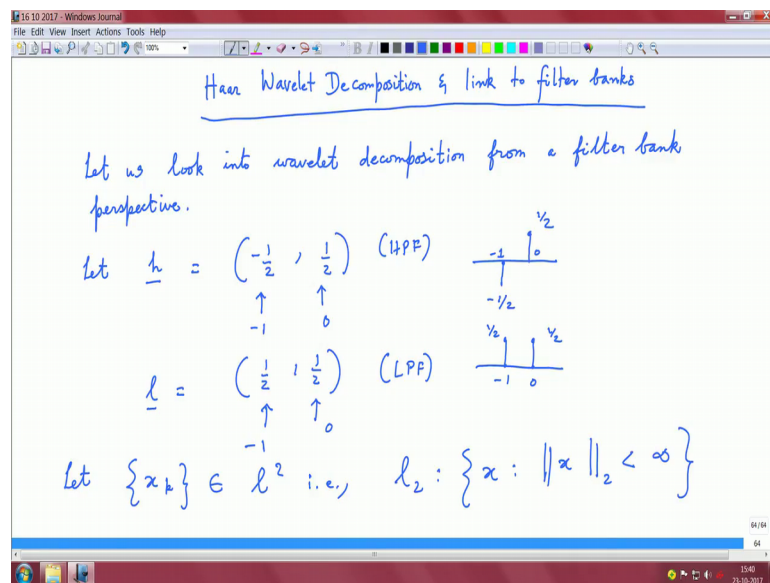 16 10 2017 - Windows Journal
File Edit View Insert Actions Tools Help
100%
Haar Wavelet Decomposition & link to filter banks
Let us look into wavelet decomposition from a filter bank
perspective.
Let h = (-1/2 , 1/2) (HPF)
↑ ↑
-1 0
1/2
-1 0
-1/2
l = (1/2 , 1/2) (LPF)
↑ ↑
-1 0
1/2 1/2
-1 0
Let {x_k} ∈ l² i.e., l₂ : {x : ||x||₂ < ∞}
64/64
64
15:40
23-10-2017